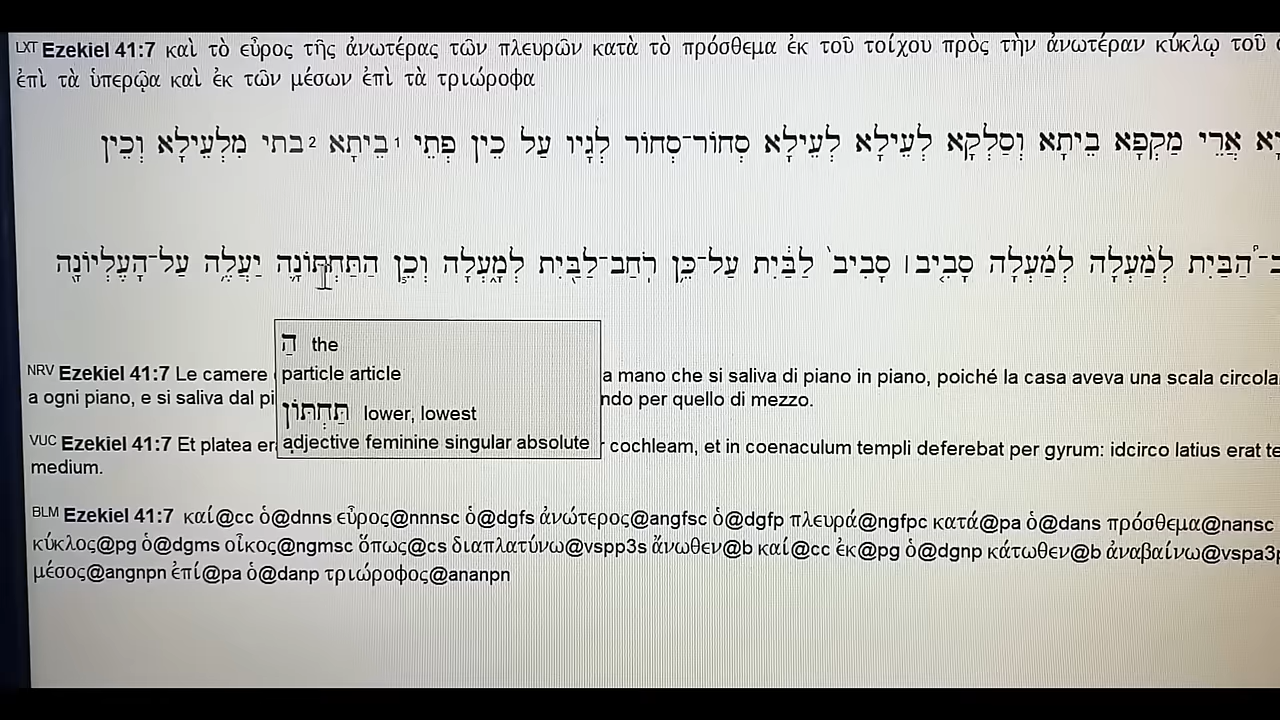 LXT Ezekiel 41:7 καὶ τὸ εὖρος τῆς ἀνωτέρας τῶν πλευρῶν κατὰ τὸ πρόσθεμα ἐκ τοῦ τοίχου πρὸς τὴν ἀνωτέραν κύκλῳ τοῦ
ἐπὶ τὰ ὑπερῷα καὶ ἐκ τῶν μέσων ἐπὶ τὰ τριώροφα
אֲרֵי מַקְפָא בֵּיתָא וְסַלְקָא לְעֵילָא לְעֵילָא סְחוֹר־סְחוֹר לְגָיו עַל כֵּין פְּתֵי 1 בֵּיתָא 2 בתי מִלְעֵילָא וְכֵין
הַבַּיִת לְמַ֨עְלָה לְמַ֜עְלָה סָבִ֤יב׀ סָבִיב֙ לַבַּ֔יִת עַל־כֵּ֥ן רֹֽחַב־לַבַּ֖יִת לְמָ֑עְלָה וְכֵ֧ן הַתַּחְתּוֹנָ֛ה יַעֲלֶ֥ה עַל־הָעֶלְיוֹנָ֖ה
הַ the
particle article
תַּחְתּוֹן lower, lowest
adjective feminine singular absolute
NRV Ezekiel 41:7 Le camere a mano che si saliva di piano in piano, poiché la casa aveva una scala circola
a ogni piano, e si saliva dal pi ndo per quello di mezzo.
VUC Ezekiel 41:7 Et platea er cochleam, et in coenaculum templi deferebat per gyrum: idcirco latius erat te
medium.
BLM Ezekiel 41:7 καί@cc ὁ@dnns εὖρος@nnnsc ὁ@dgfs ἀνώτερος@angfsc ὁ@dgfp πλευρά@ngfpc κατά@pa ὁ@dans πρόσθεμα@nansc
κύκλος@pg ὁ@dgms οἶκος@ngmsc ὅπως@cs διαπλατύνω@vspp3s ἄνωθεν@b καί@cc ἐκ@pg ὁ@dgnp κάτωθεν@b ἀναβαίνω@vspa3p
μέσος@angnpn ἐπί@pa ὁ@danp τριώροφος@ananpn